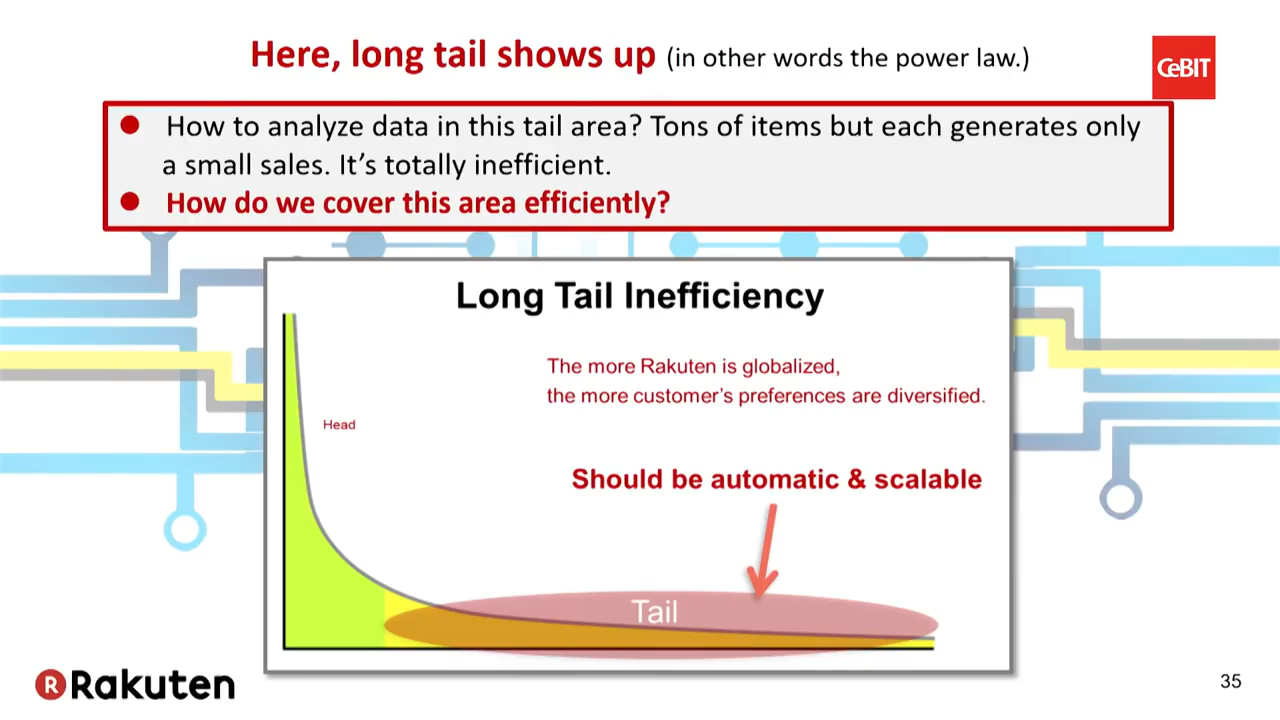 Here, long tail shows up (in other words the power law.)
CeBIT
● How to analyze data in this tail area? Tons of items but each generates only
a small sales. It’s totally inefficient.
● How do we cover this area efficiently?
Long Tail Inefficiency
The more Rakuten is globalized,
the more customer’s preferences are diversified.
Head
Should be automatic & scalable
Tail
R Rakuten
35